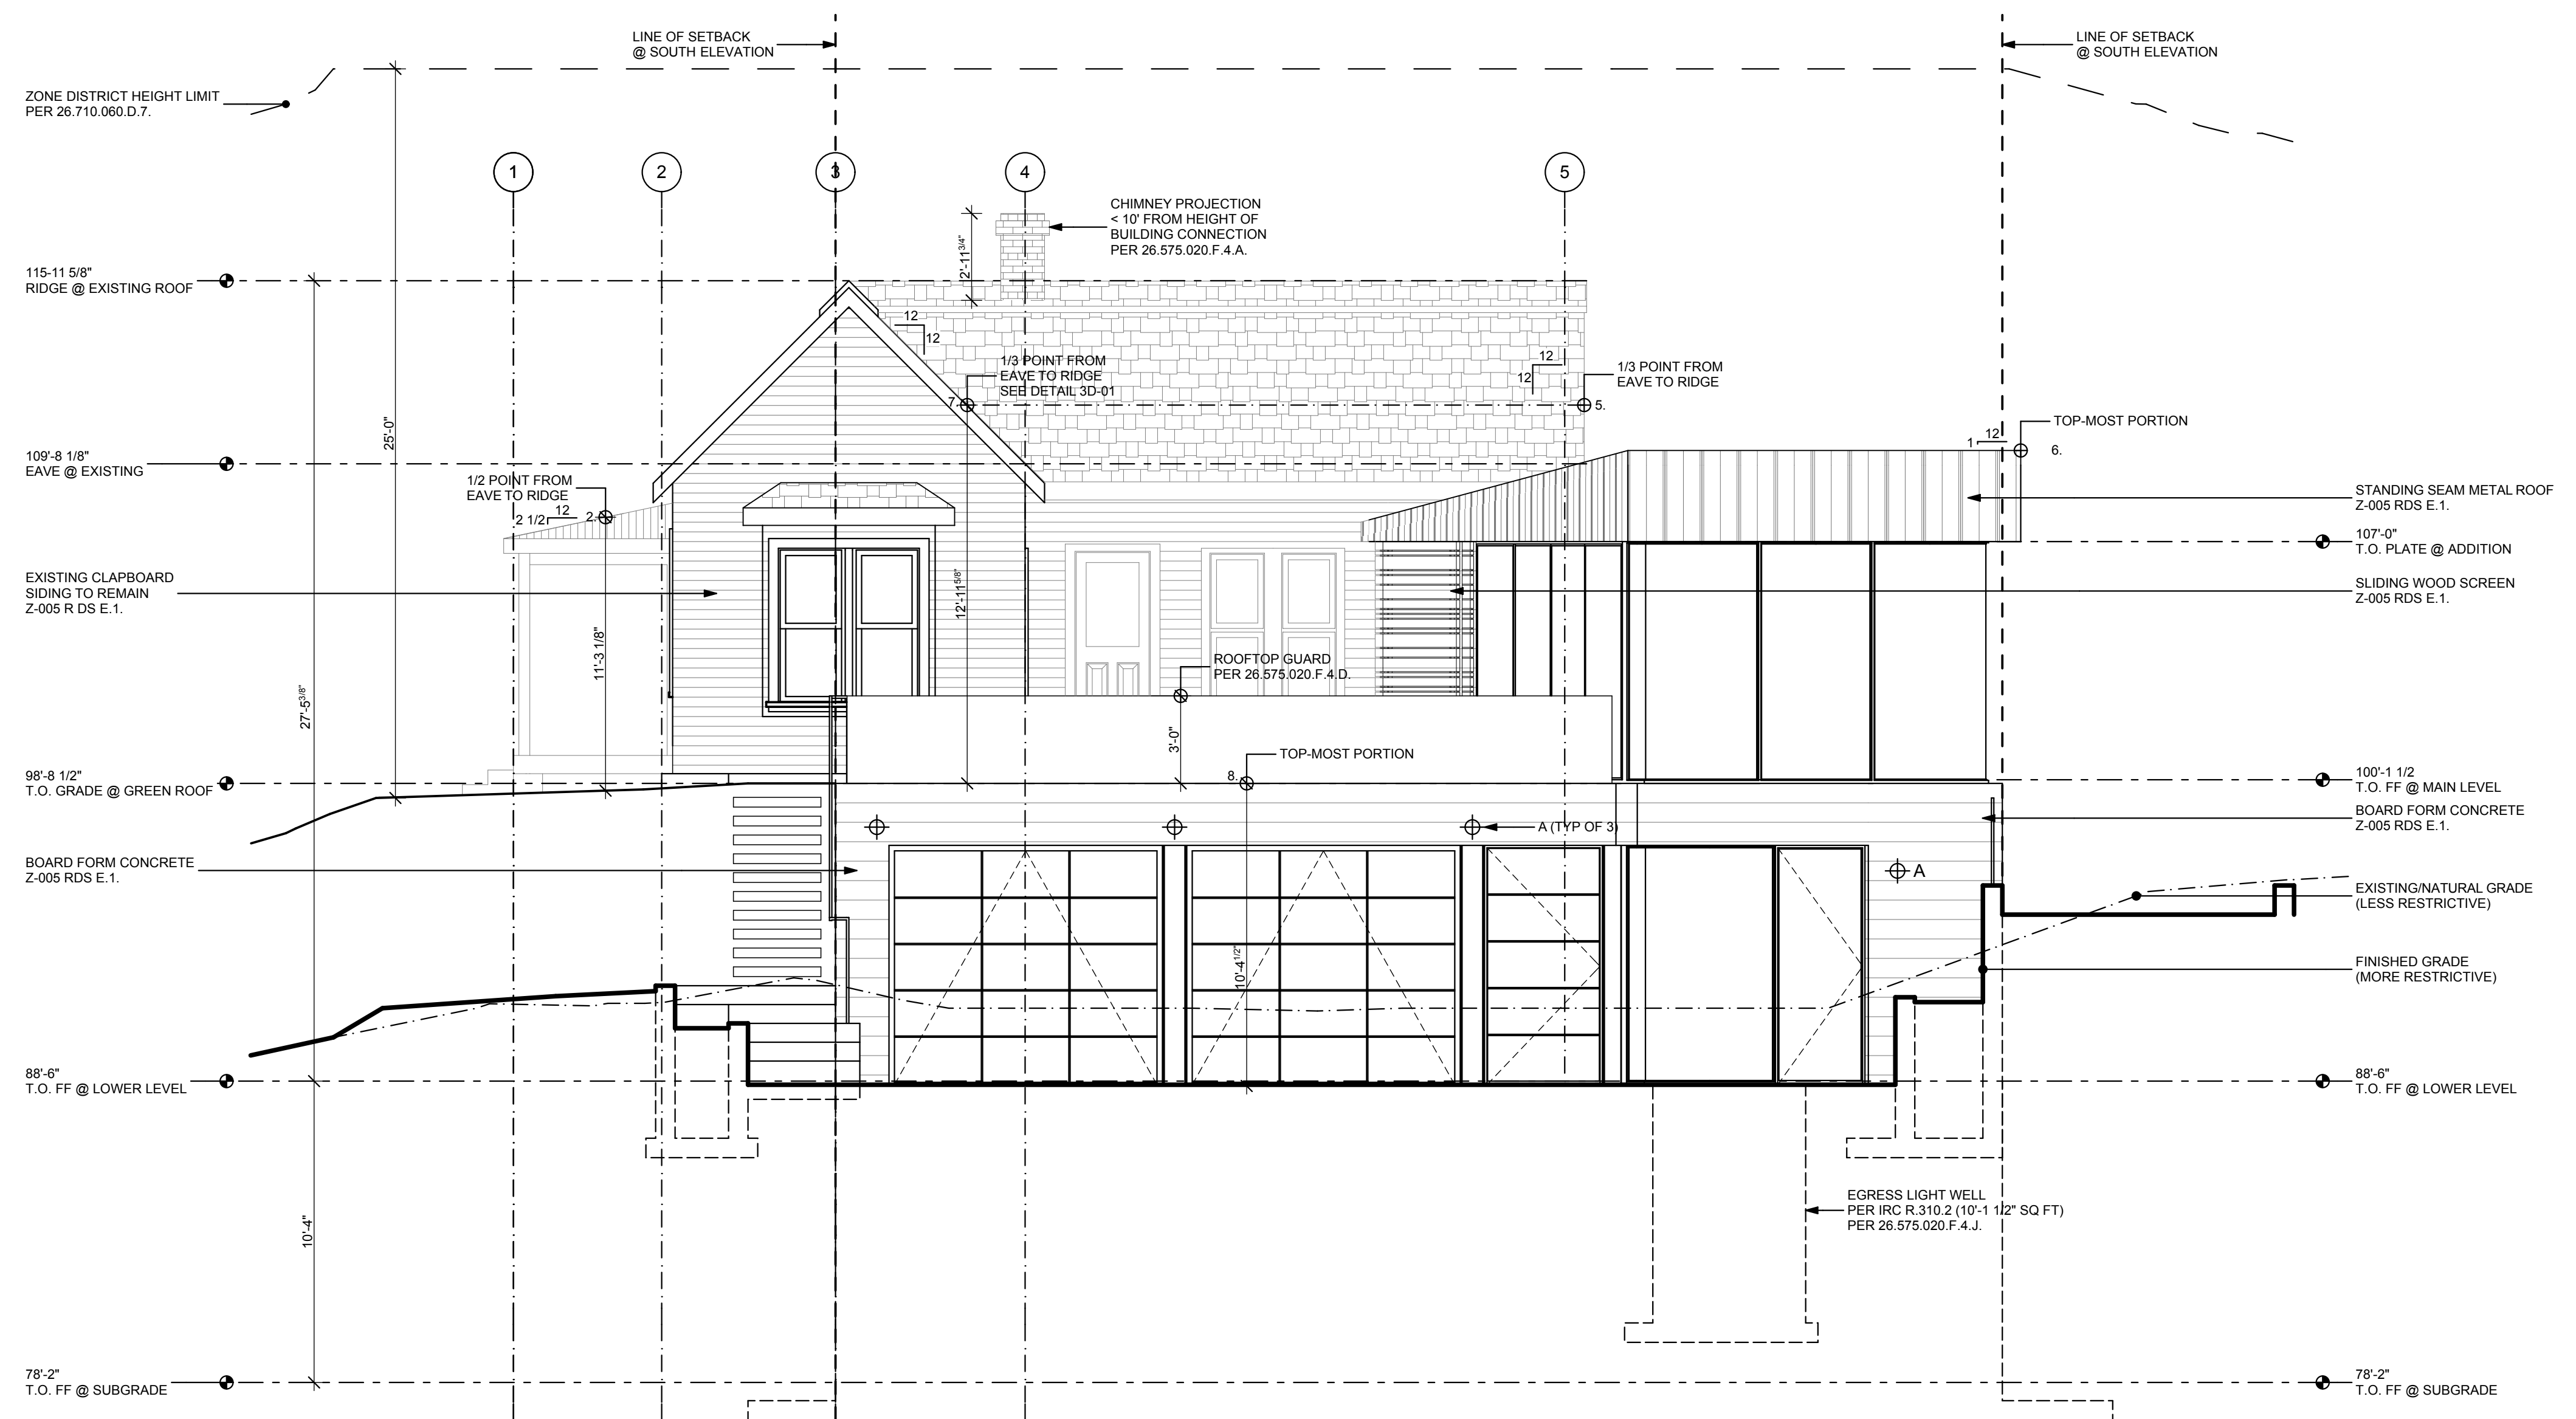 LINE OF SETBACK
@ SOUTH ELEVATION
LINE OF SETBACK
@ SOUTH ELEVATION
ZONE DISTRICT HEIGHT LIMIT
PER 26.710.060.D.7.
1
2
3
4
5
CHIMNEY PROJECTION
< 10' FROM HEIGHT OF
BUILDING CONNECTION
PER 26.575.020.F.4.A.
2'-11 3/4"
115-11 5/8"
RIDGE @ EXISTING ROOF
12
12
1/3 POINT FROM
EAVE TO RIDGE
SEE DETAIL 3D-01
7.
12
12
1/3 POINT FROM
EAVE TO RIDGE
5.
25'-0"
TOP-MOST PORTION
12
1
6.
109'-8 1/8"
EAVE @ EXISTING
1/2 POINT FROM
EAVE TO RIDGE
12
2 1/2
2.
STANDING SEAM METAL ROOF
Z-005 RDS E.1.
107'-0"
T.O. PLATE @ ADDITION
EXISTING CLAPBOARD
SIDING TO REMAIN
Z-005 R DS E.1.
SLIDING WOOD SCREEN
Z-005 RDS E.1.
12'-11 5/8"
11'-3 1/8"
ROOFTOP GUARD
PER 26.575.020.F.4.D.
27'-5 3/8"
3'-0"
TOP-MOST PORTION
8.
98'-8 1/2"
T.O. GRADE @ GREEN ROOF
100'-1 1/2
T.O. FF @ MAIN LEVEL
BOARD FORM CONCRETE
Z-005 RDS E.1.
A (TYP OF 3)
BOARD FORM CONCRETE
Z-005 RDS E.1.
A
EXISTING/NATURAL GRADE
(LESS RESTRICTIVE)
10'-4 1/2"
FINISHED GRADE
(MORE RESTRICTIVE)
88'-6"
T.O. FF @ LOWER LEVEL
88'-6"
T.O. FF @ LOWER LEVEL
EGRESS LIGHT WELL
PER IRC R.310.2 (10'-1 1/2" SQ FT)
PER 26.575.020.F.4.J.
10'-4"
78'-2"
T.O. FF @ SUBGRADE
78'-2"
T.O. FF @ SUBGRADE